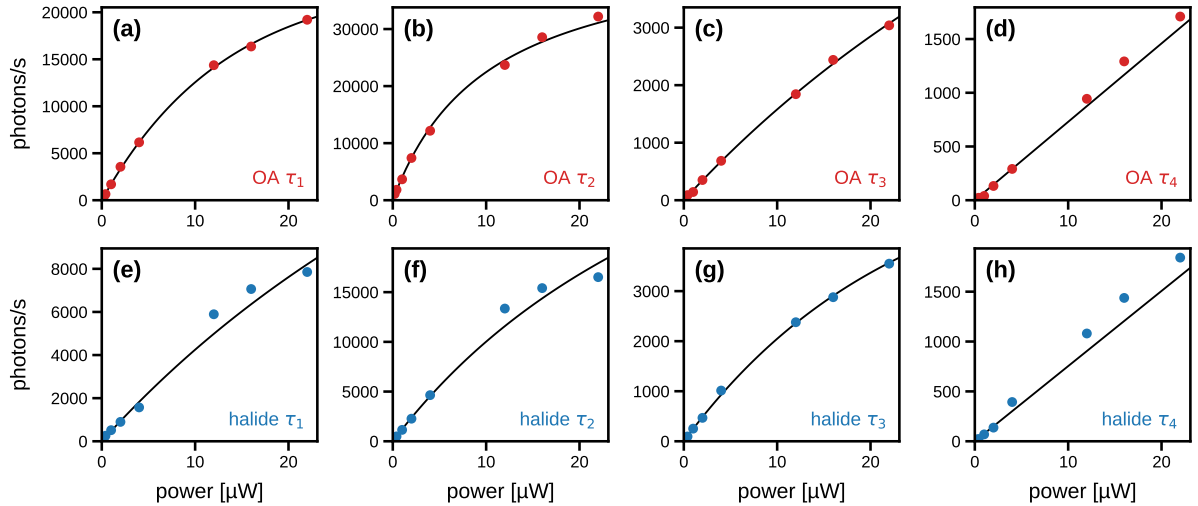 (a)
photons/s
20000
15000
10000
5000
0
0
10
20
OA τ1
(b)
30000
20000
10000
0
0
10
20
OA τ2
(c)
3000
2000
1000
0
0
10
20
OA τ3
(d)
1500
1000
500
0
0
10
20
OA τ4
(e)
photons/s
8000
6000
4000
2000
0
0
10
20
halide τ1
power [μW]
(f)
15000
10000
5000
0
0
10
20
halide τ2
power [μW]
(g)
3000
2000
1000
0
0
10
20
halide τ3
power [μW]
(h)
1500
1000
500
0
0
10
20
halide τ4
power [μW]